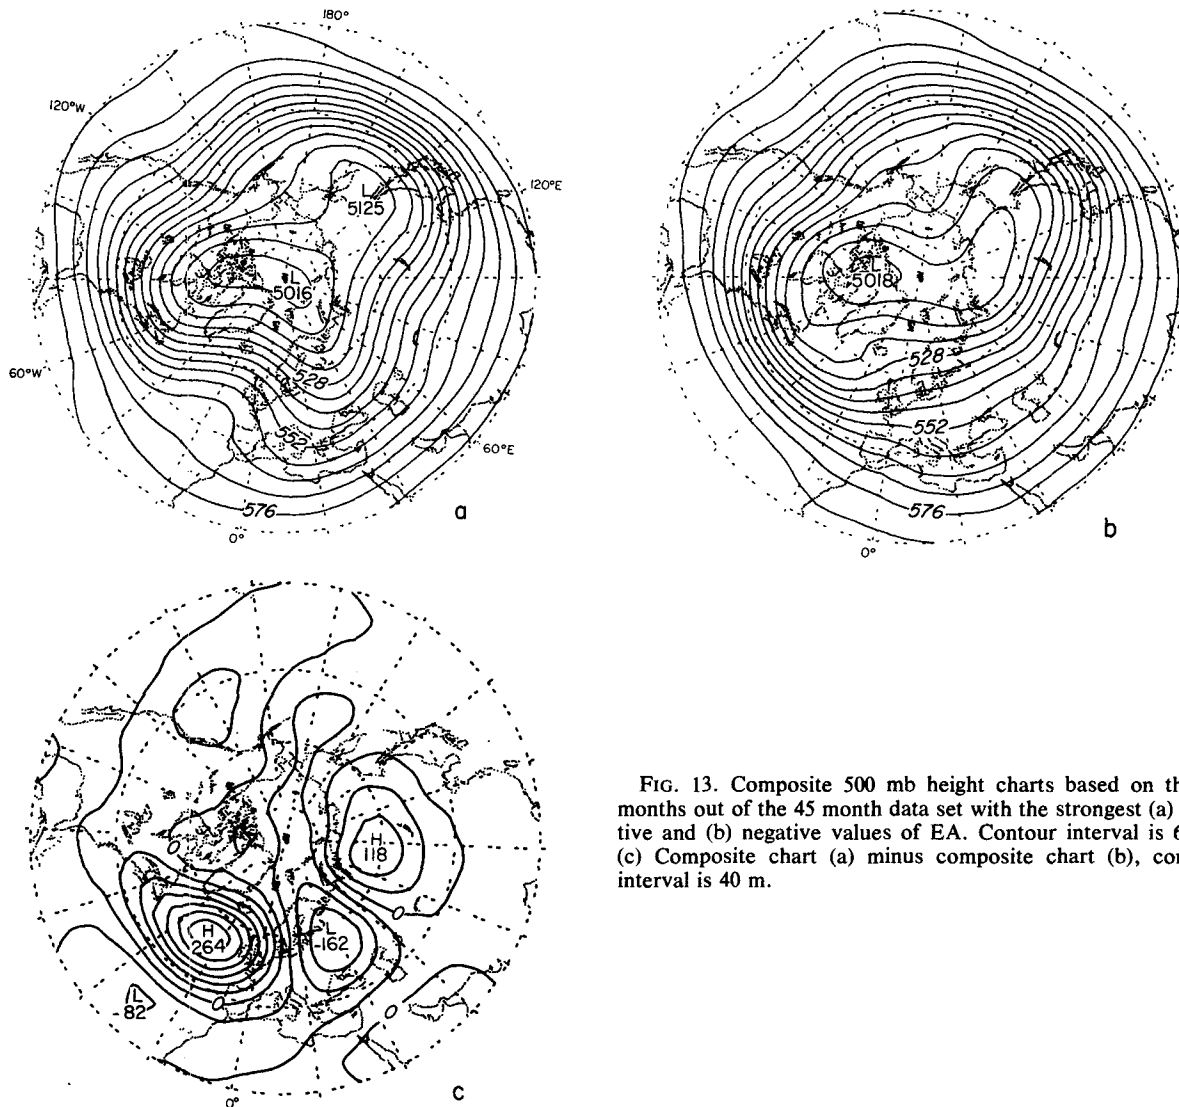 180°
120°W
120°E
L
5125
L
5016
L
5018
528
528
60°W
552
552
60°E
576
a
576
b
0°
0°
0
H
118
H
264
L
-162
0
L
-82
0
0
0°
c
FIG. 13. Composite 500 mb height charts based on th
months out of the 45 month data set with the strongest (a)
tive and (b) negative values of EA. Contour interval is 6
(c) Composite chart (a) minus composite chart (b), con
interval is 40 m.